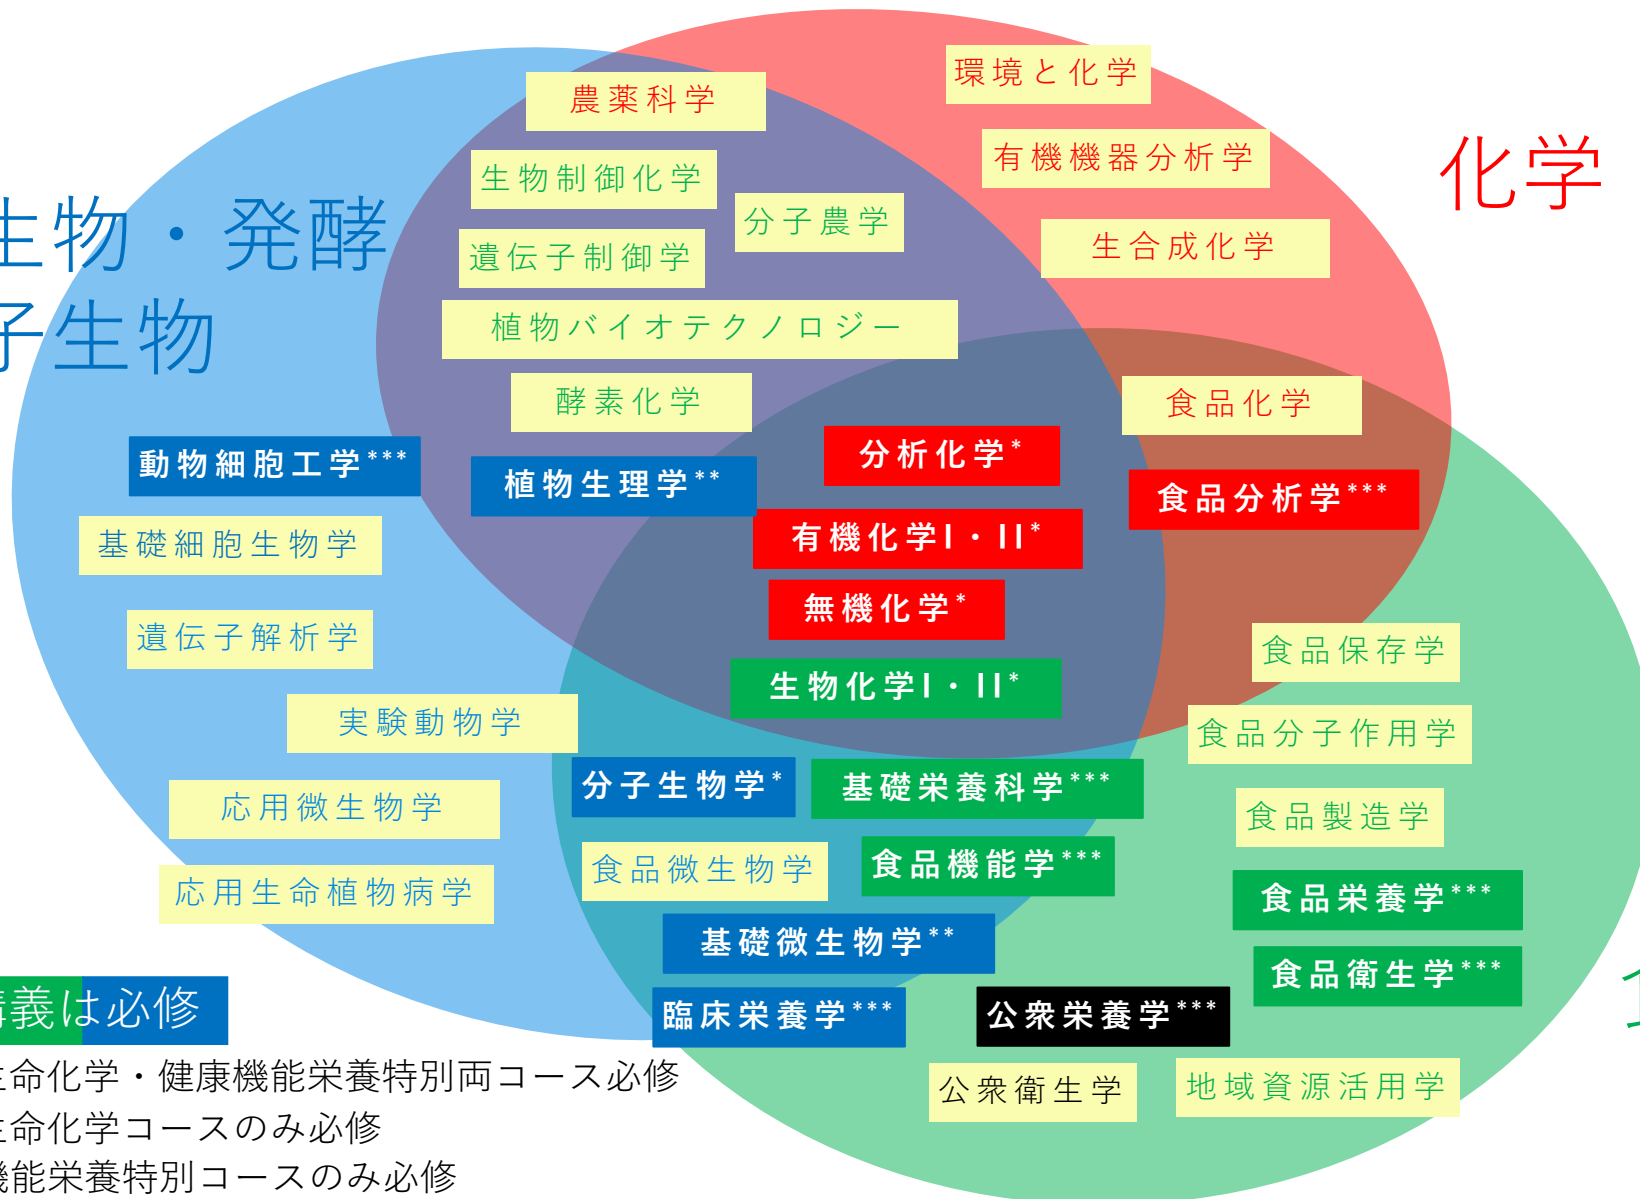 環境と化学
農薬科学
有機機器分析学
化学
生物制御化学
分子農学
生物・発酵
遺伝子制御学
生合成化学
子生物
植物バイオテクノロジー
酵素化学
食品化学
動物細胞工学***
植物生理学**
分析化学*
食品分析学***
基礎細胞生物学
有機化学I・II*
無機化学*
遺伝子解析学
食品保存学
生物化学I・II*
実験動物学
食品分子作用学
分子生物学*
基礎栄養科学***
応用微生物学
食品製造学
食品微生物学
食品機能学***
応用生命植物病学
食品栄養学***
基礎微生物学**
食品衛生学***
講義は必修
臨床栄養学***
公衆栄養学***
生命化学・健康機能栄養特別両コース必修
公衆衛生学
地域資源活用学
生命化学コースのみ必修
機能栄養特別コースのみ必修